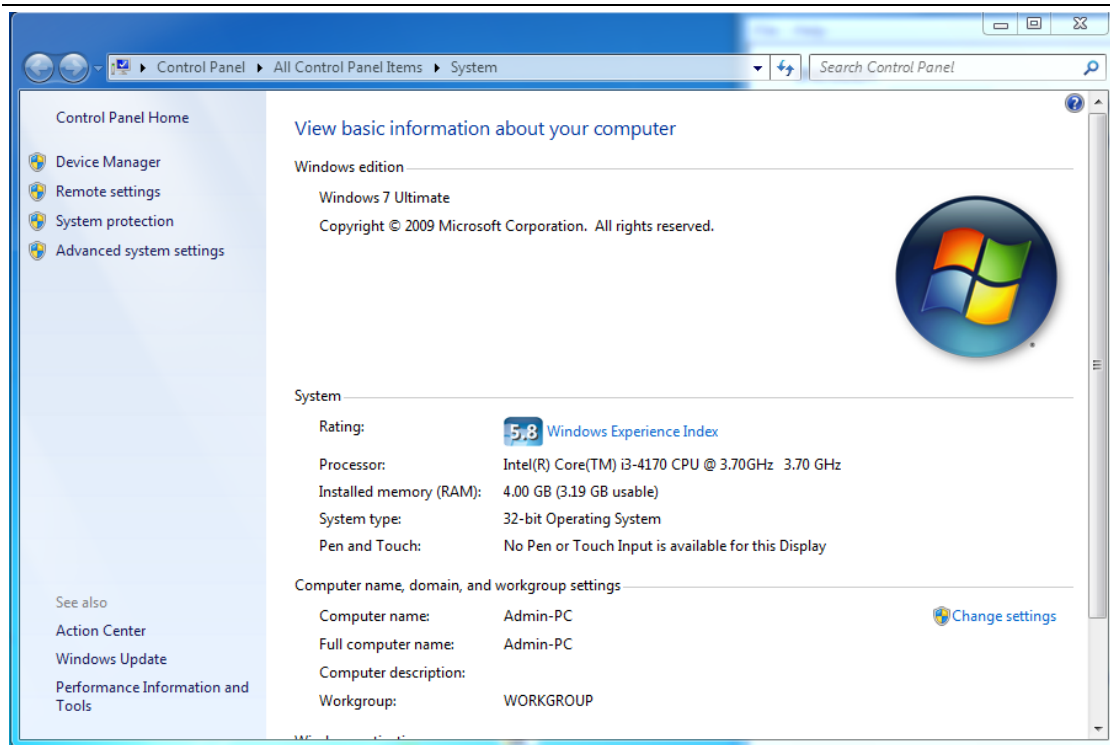 Control Panel ▸ All Control Panel Items ▸ System
Search Control Panel
Control Panel Home
Device Manager
Remote settings
System protection
Advanced system settings
See also
Action Center
Windows Update
Performance Information and
Tools
View basic information about your computer
Windows edition
Windows 7 Ultimate
Copyright © 2009 Microsoft Corporation. All rights reserved.
System
Rating:
5,8 Windows Experience Index
Processor: Intel(R) Core(TM) i3-4170 CPU @ 3.70GHz 3.70 GHz
Installed memory (RAM): 4.00 GB (3.19 GB usable)
System type: 32-bit Operating System
Pen and Touch: No Pen or Touch Input is available for this Display
Computer name, domain, and workgroup settings
Computer name: Admin-PC
Change settings
Full computer name: Admin-PC
Computer description:
Workgroup: WORKGROUP